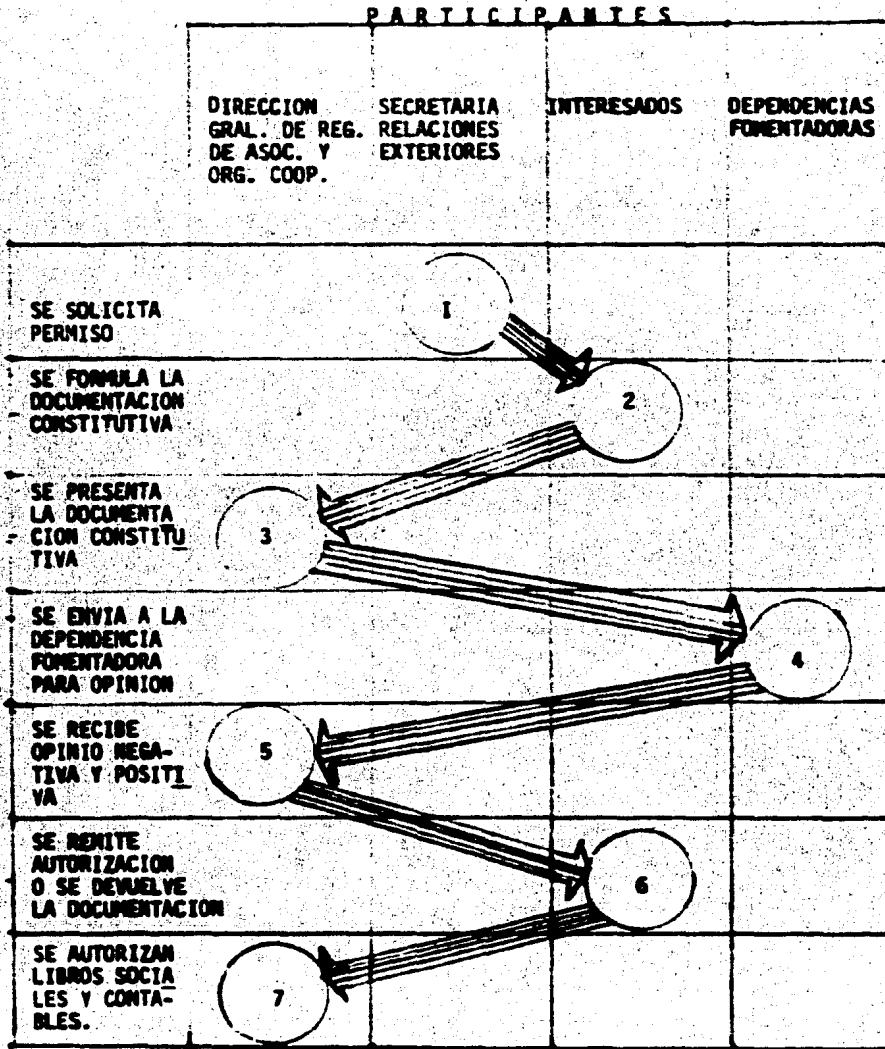 PARTICIPANTES
DIRECCION
GRAL. DE REG.
DE ASOC. Y
ORG. COOP.
SECRETARIA
RELACIONES
EXTERIORES
INTERESADOS
DEPENDENCIAS
FOMENTADORAS
SE SOLICITA
PERMISO
1
SE FORMULA LA
DOCUMENTACION
CONSTITUTIVA
2
SE PRESENTA
LA DOCUMENTA
CION CONSTITU
TIVA
3
SE ENVIA A LA
DEPENDENCIA
FOMENTADORA
PARA OPINION
4
SE RECIBE
OPINIO NEGA-
TIVA Y POSITI
VA
5
SE REMITE
AUTORIZACION
O SE DEVUELVE
LA DOCUMENTACION
6
SE AUTORIZAN
LIBROS SOCIA
LES Y CONTA-
BLES.
7